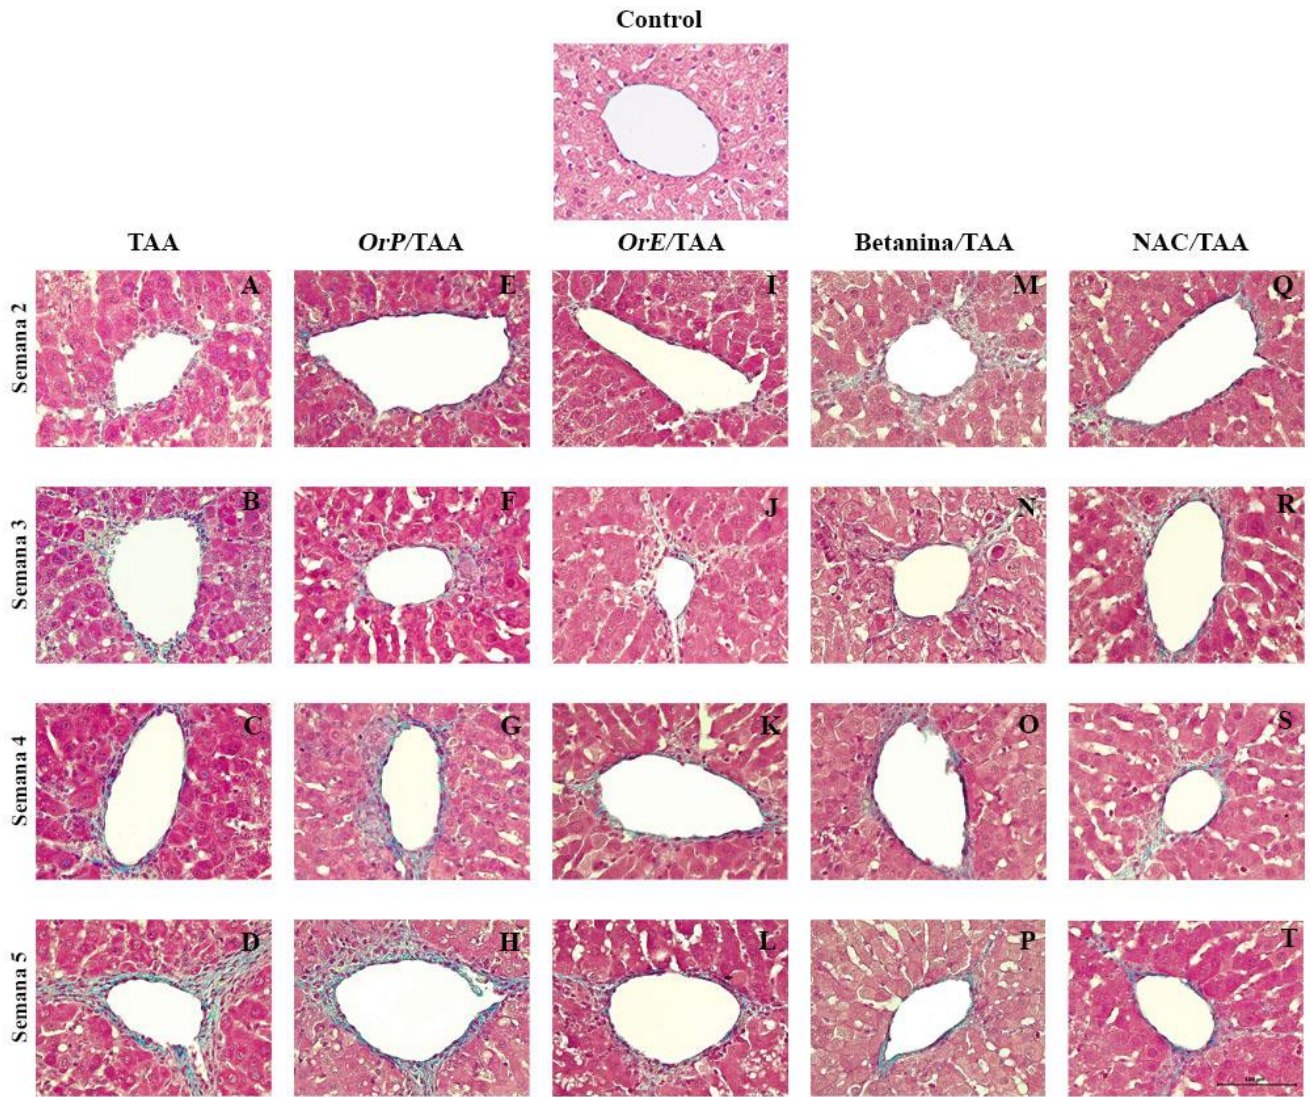 Control
TAA OrP/TAA OrE/TAA Betanina/TAA NAC/TAA
Semana 2
A E I M Q
Semana 3
B F J N R
Semana 4
C G K O S
Semana 5
D H L P T